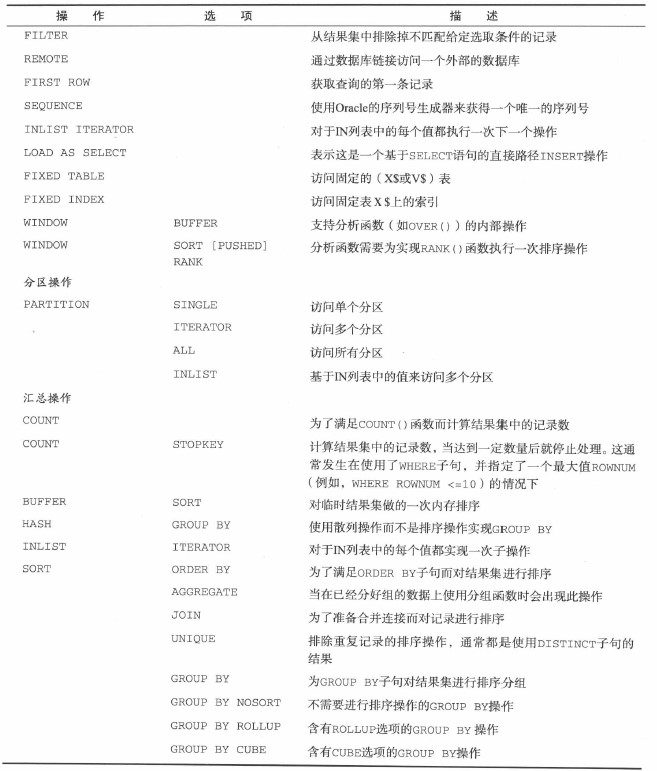 操 作 选 项 描 述
FILTER 从结果集中排除掉不匹配给定选取条件的记录
REMOTE 通过数据库链接访问一个外部的数据库
FIRST ROW 获取查询的第一条记录
SEQUENCE 使用Oracle的序列号生成器来获得一个唯一的序列号
INLIST ITERATOR 对于IN列表中的每个值都执行一次下一个操作
LOAD AS SELECT 表示这是一个基于SELECT语句的直接路径INSERT操作
FIXED TABLE 访问固定的（X$或V$）表
FIXED INDEX 访问固定表X$上的索引
WINDOW BUFFER 支持分析函数（如OVER()）的内部操作
WINDOW SORT [PUSHED] 分析函数需要为实现RANK()函数执行一次排序操作
RANK
分区操作
PARTITION SINGLE 访问单个分区
ITERATOR 访问多个分区
ALL 访问所有分区
INLIST 基于IN列表中的值来访问多个分区
汇总操作
COUNT 为了满足COUNT()函数而计算结果集中的记录数
COUNT STOPKEY 计算结果集中的记录数，当达到一定数量后就停止处理。这通
常发生在使用了WHERE子句，并指定了一个最大值ROWNUM
（例如，WHERE ROWNUM <=10）的情况下
BUFFER SORT 对临时结果集做的一次内存排序
HASH GROUP BY 使用散列操作而不是排序操作实现GROUP BY
INLIST ITERATOR 对于IN列表中的每个值都实现一次子操作
SORT ORDER BY 为了满足ORDER BY子句而对结果集进行排序
AGGREGATE 当在已经分好组的数据上使用分组函数时会出现此操作
JOIN 为了准备合并连接而对记录进行排序
UNIQUE 排除重复记录的排序操作，通常都是使用DISTINCT子句的
结果
GROUP BY 为GROUP BY子句对结果集进行排序分组
GROUP BY NOSORT 不需要进行排序操作的GROUP BY操作
GROUP BY ROLLUP 含有ROLLUP选项的GROUP BY操作
GROUP BY CUBE 含有CUBE选项的GROUP BY操作